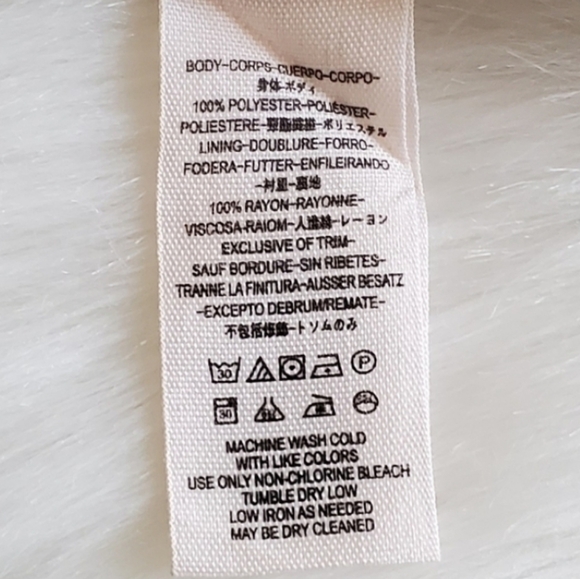 BODY-CORPS-CUERPO-CORPO-
身体-ボディ
100% POLYESTER-POLIESTER-
POLIESTERE-聚酯纖維-ポリエステル
LINING-DOUBLURE-FORRO-
FODERA-FUTTER-ENFILEIRANDO
-衬里-裏地
100% RAYON-RAYONNE-
VISCOSA-RAIOM-人造絲-レーヨン
EXCLUSIVE OF TRIM-
SAUF BORDURE-SIN RIBETES-
TRANNE LA FINITURA-AUSSER BESATZ
-EXCEPTO DEBRUM/REMATE-
不包括修飾-トリムのみ
30 P
30
MACHINE WASH COLD
WITH LIKE COLORS
USE ONLY NON-CHLORINE BLEACH
TUMBLE DRY LOW
LOW IRON AS NEEDED
MAY BE DRY CLEANED